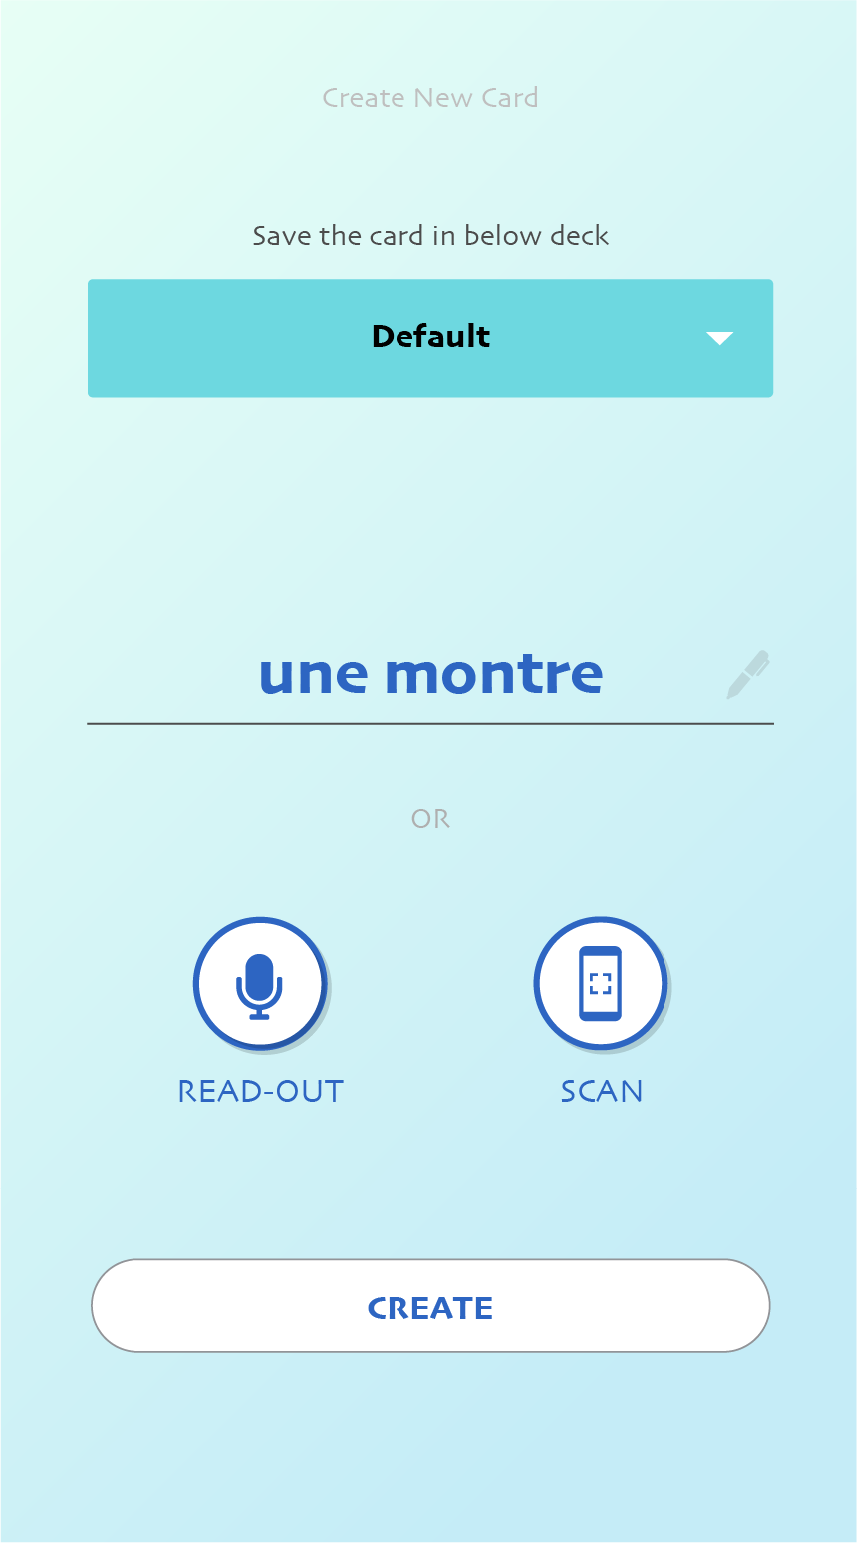 Create New Card
Save the card in below deck
Default
une montre
OR
READ-OUT SCAN
CREATE